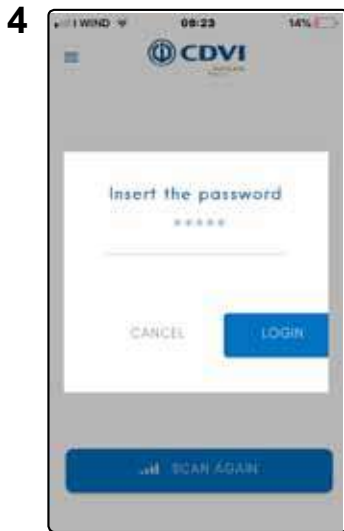 4
I WIND 09:23 14%
CDVI
Insert the password
*****
CANCEL LOGIN
SCAN AGAIN